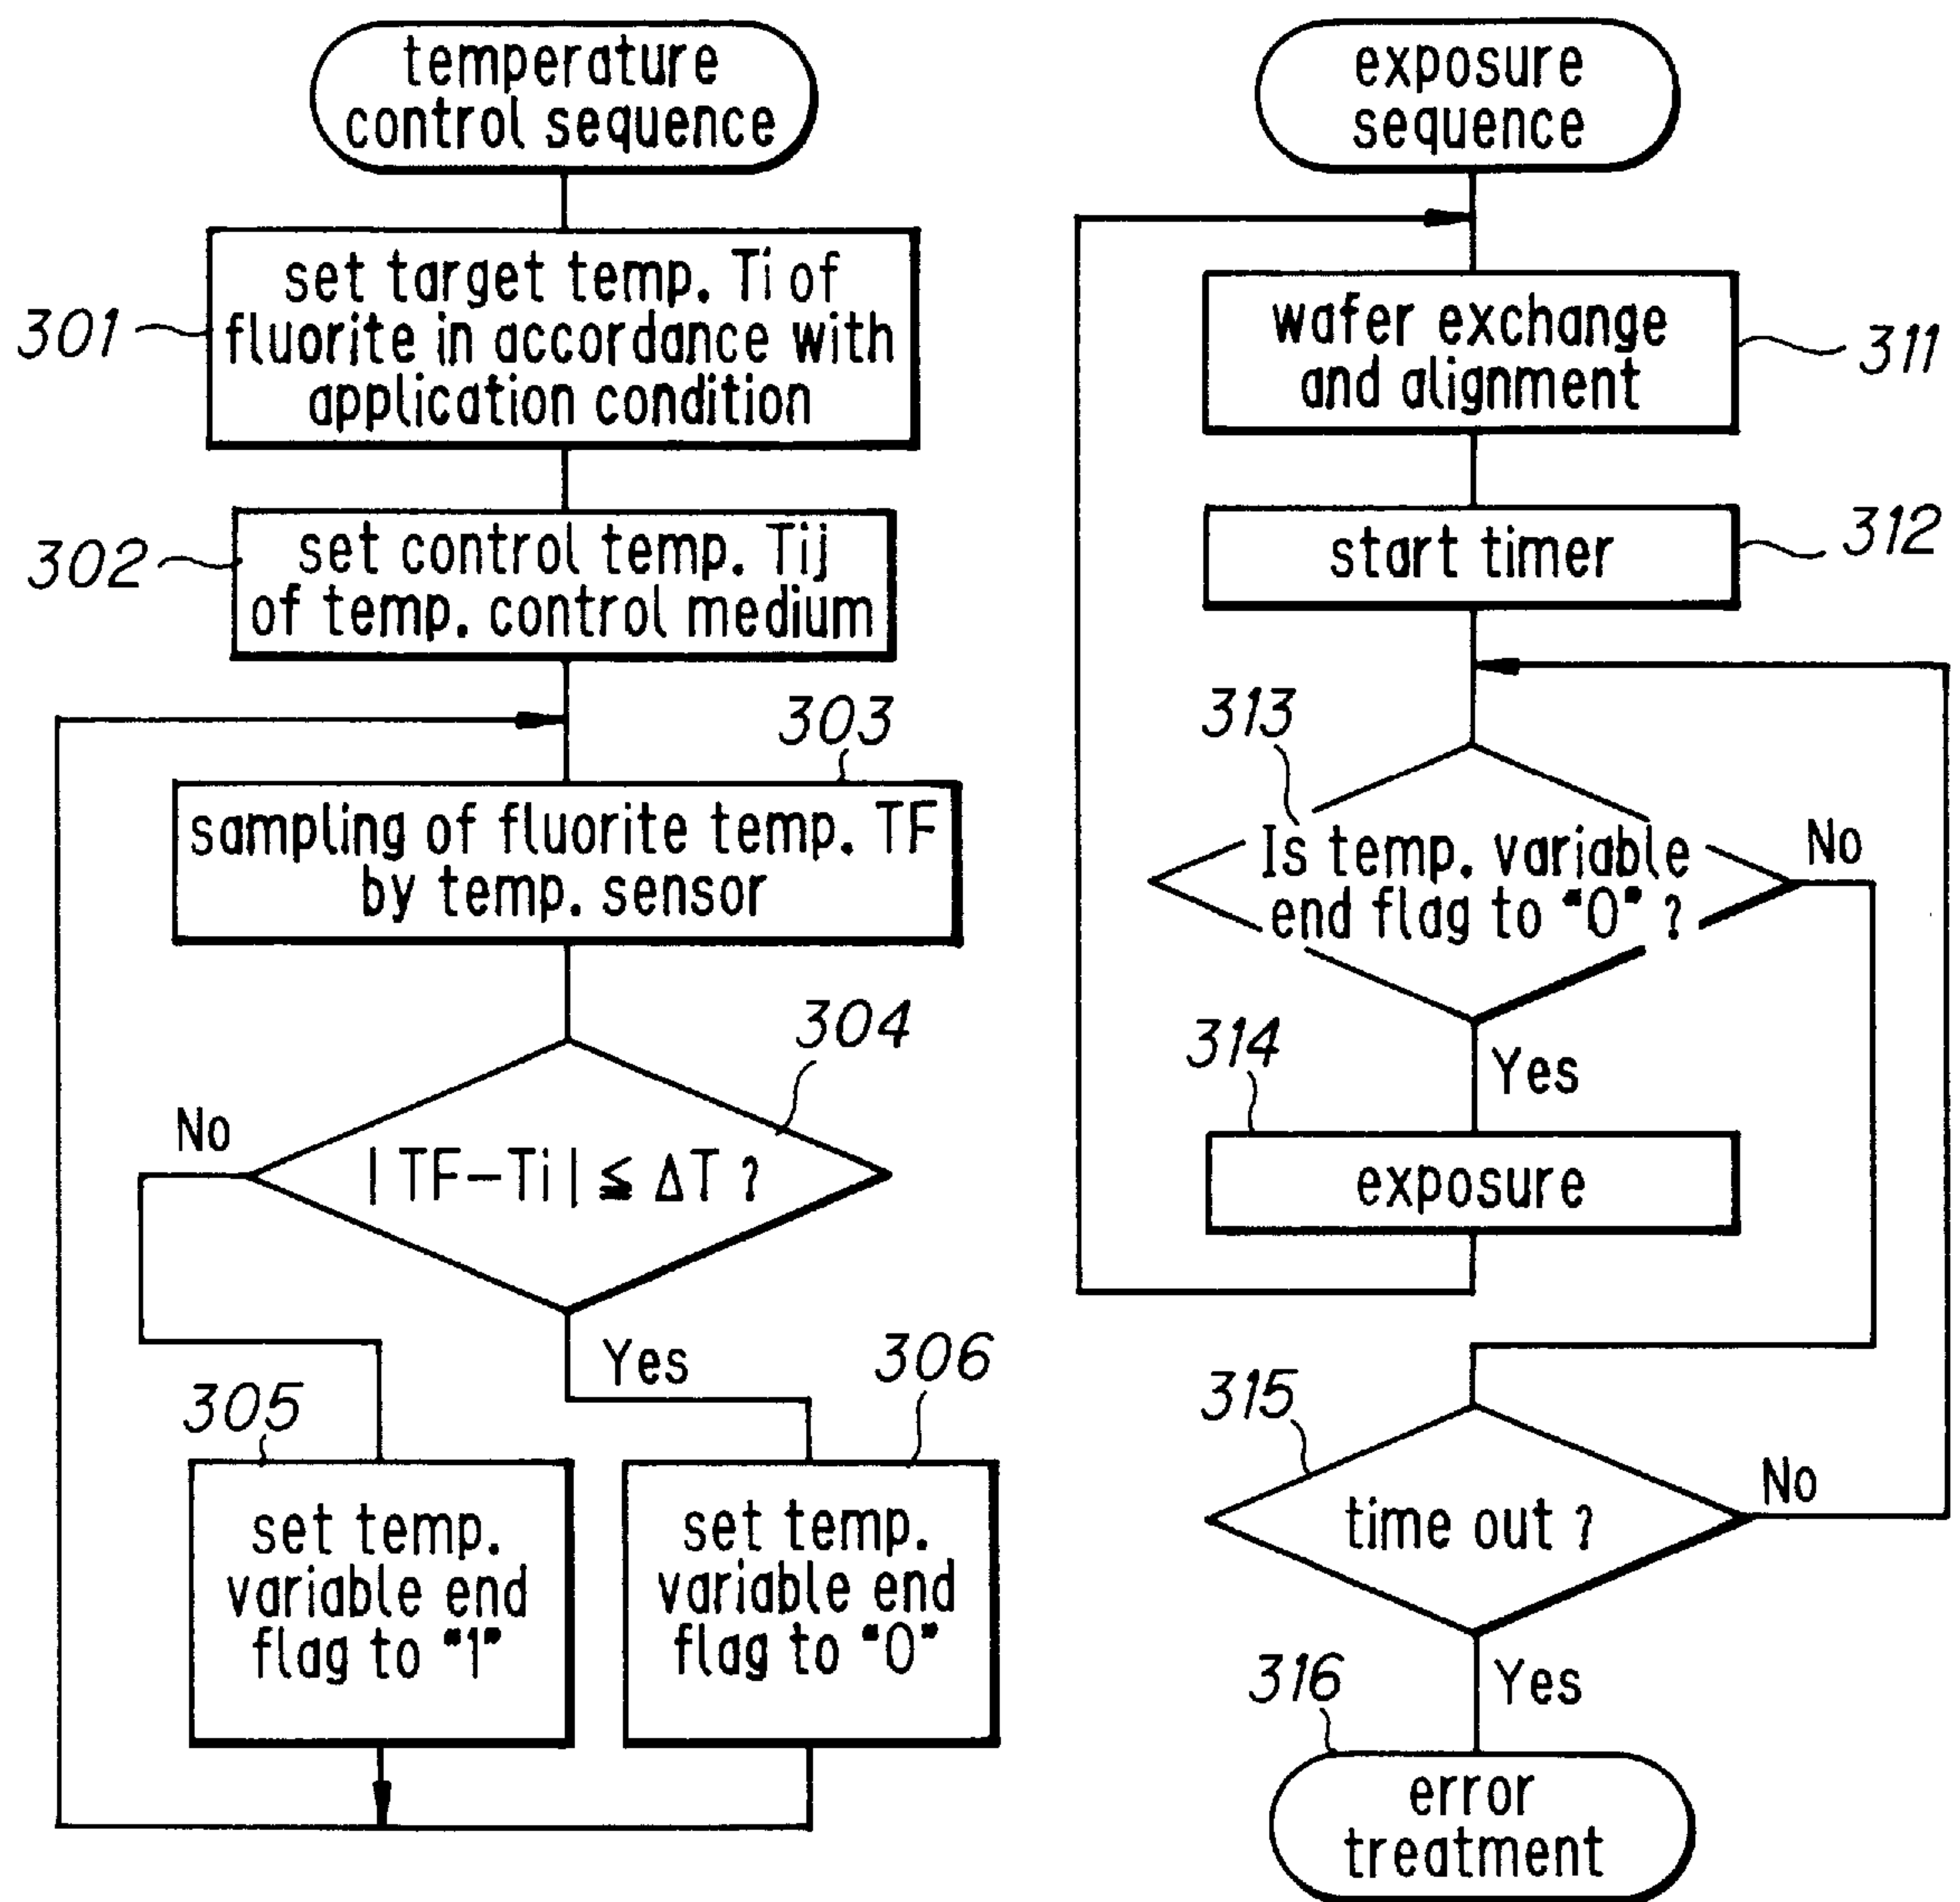 temperature
control sequence
301
set target temp. Ti of
fluorite in accordance with
application condition
302
set control temp. Tij
of temp. control medium
303
sampling of fluorite temp. TF
by temp. sensor
304
No
| TF-Ti | ≦ ΔT ?
Yes
305
set temp.
variable end
flag to "1"
306
set temp.
variable end
flag to "0"
exposure
sequence
wafer exchange
and alignment
311
start timer
312
313
Is temp. variable
end flag to "0" ?
No
Yes
314
exposure
315
time out ?
No
Yes
316
error
treatment